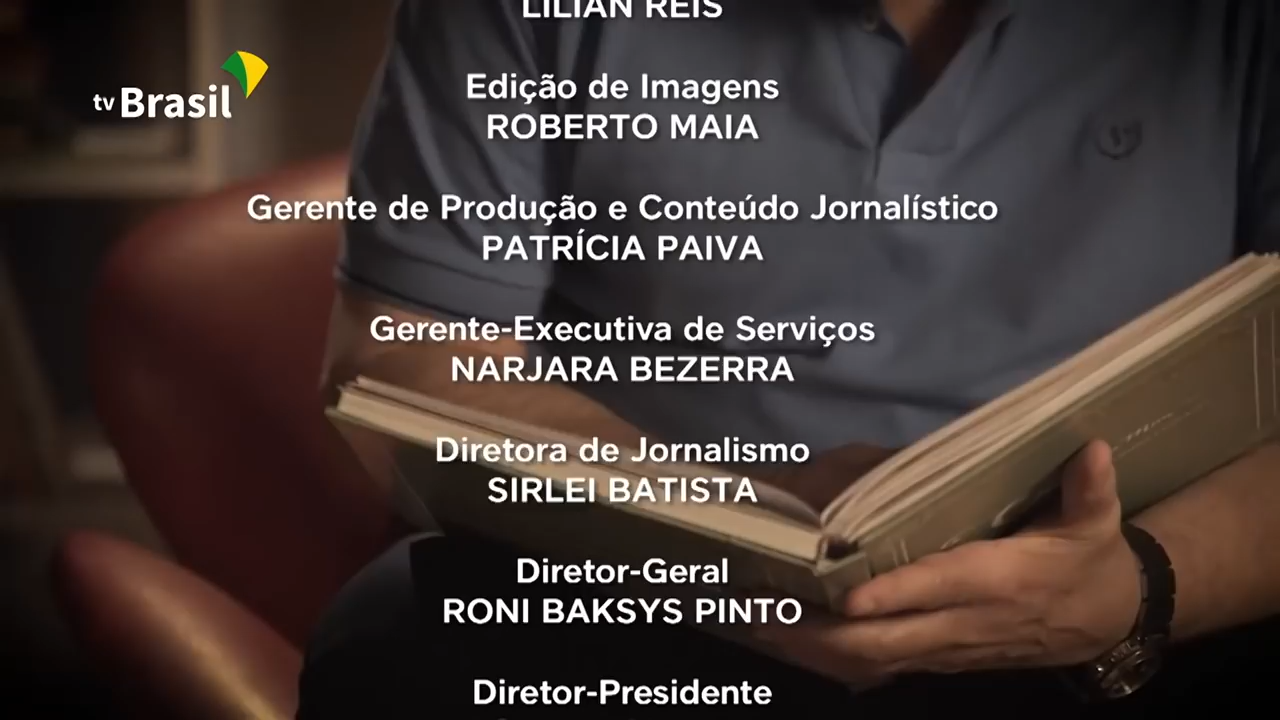 LILIAN REIS
tv Brasil
Edição de Imagens
ROBERTO MAIA
Gerente de Produção e Conteúdo Jornalístico
PATRÍCIA PAIVA
Gerente-Executiva de Serviços
NARJARA BEZERRA
Diretora de Jornalismo
SIRLEI BATISTA
Diretor-Geral
RONI BAKSYS PINTO
Diretor-Presidente